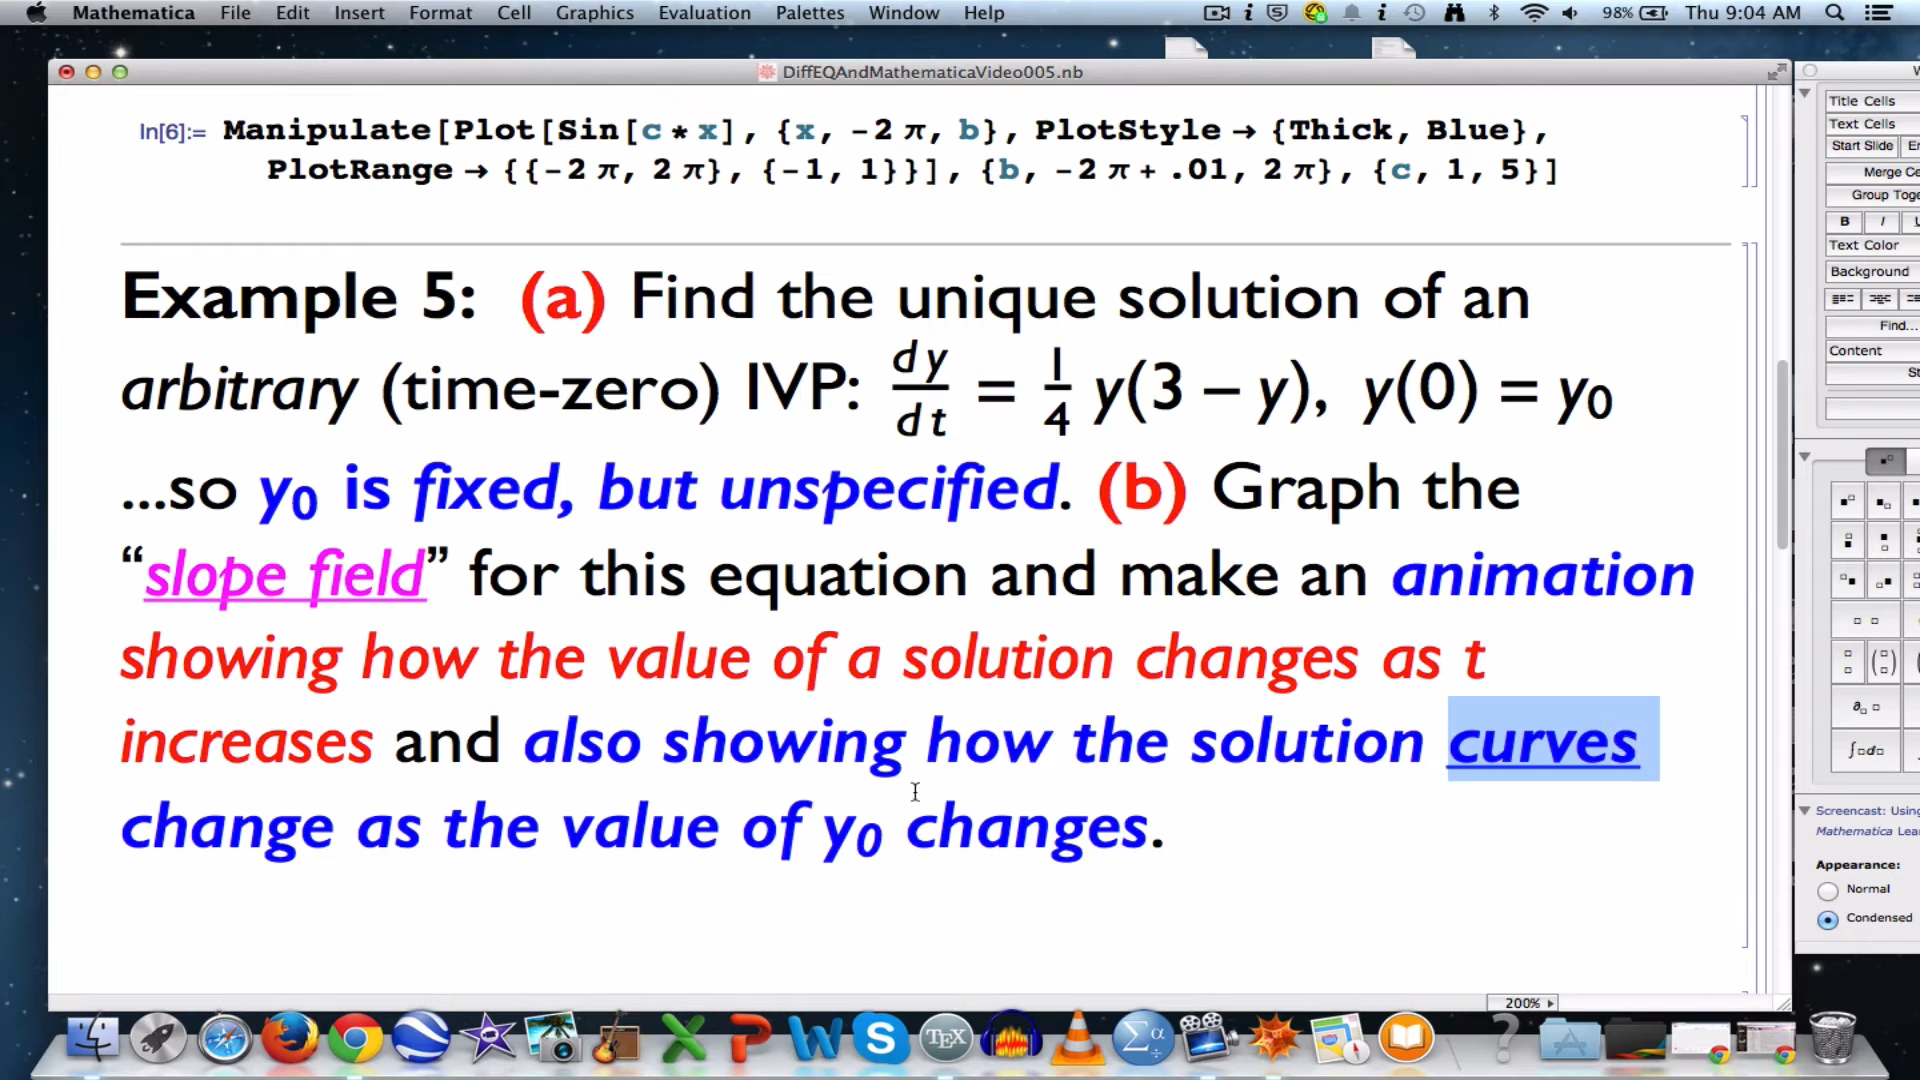 Mathematica File Edit Insert Format Cell Graphics Evaluation Palettes Window Help 98% Thu 9:04 AM
DiffEQAndMathematicaVideo005.nb
In[6]:= Manipulate[Plot[Sin[c * x], {x, -2 π, b}, PlotStyle → {Thick, Blue},
PlotRange → {{-2 π, 2 π}, {-1, 1}}], {b, -2 π + .01, 2 π}, {c, 1, 5}]
Example 5: (a) Find the unique solution of an
arbitrary (time-zero) IVP: dy/dt = 1/4 y(3 – y), y(0) = y₀
...so y₀ is fixed, but unspecified. (b) Graph the
“slope field” for this equation and make an animation
showing how the value of a solution changes as t
increases and also showing how the solution curves
change as the value of y₀ changes.
200%
Title Cells
Text Cells
Start Slide
Merge Ce
Group Toge
B I U
Text Color
Background
Find...
Content
St
∂□ □
∫□d□
Screencast: Using
Mathematica Lea
Appearance:
Normal
Condensed
TEX
Σα÷